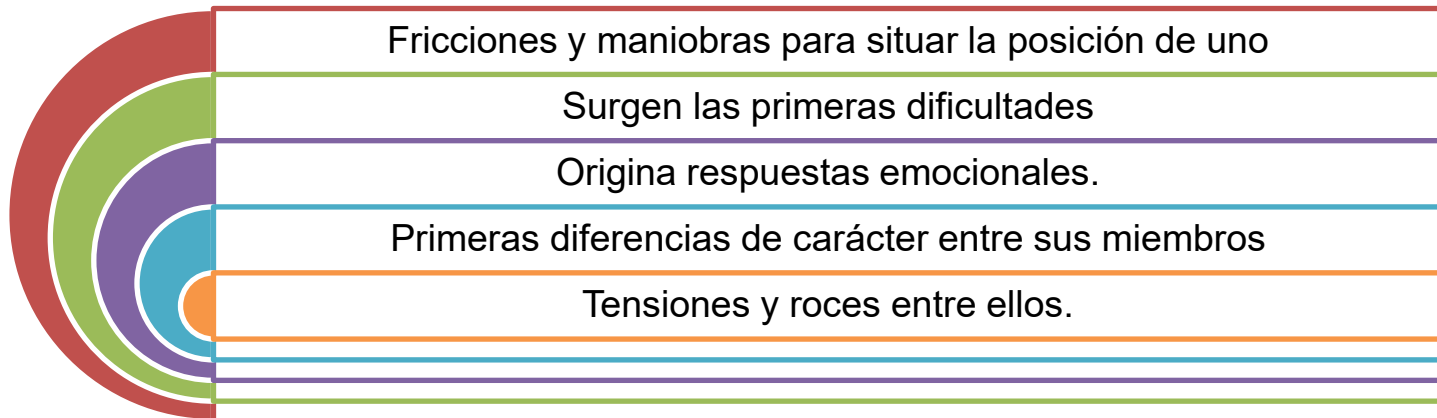 Fricciones y maniobras para situar la posición de uno
Surgen las primeras dificultades
Origina respuestas emocionales.
Primeras diferencias de carácter entre sus miembros
Tensiones y roces entre ellos.